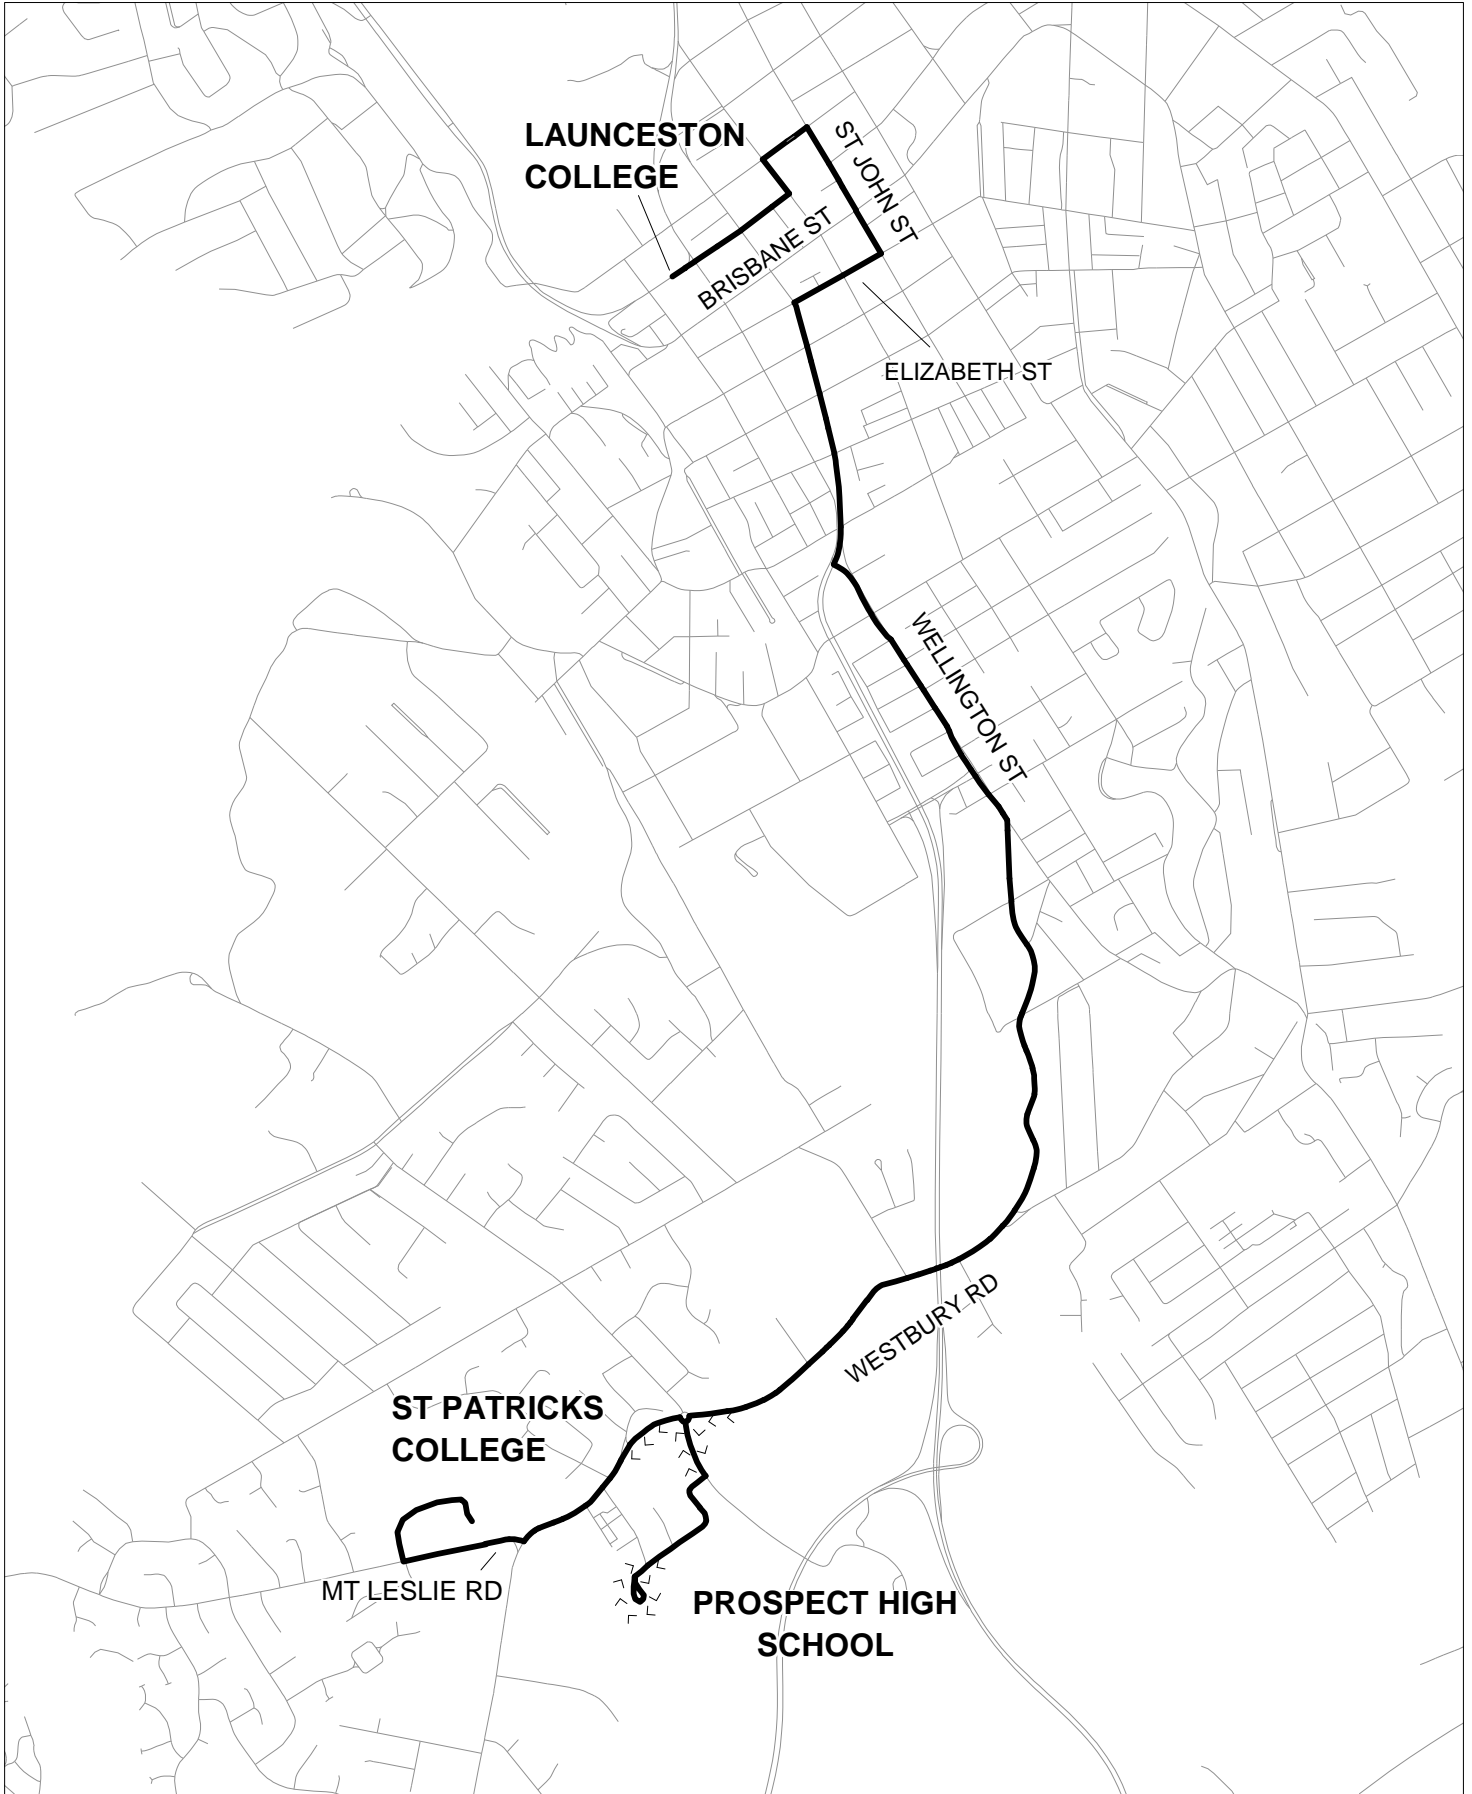 LAUNCESTON
COLLEGE
ST JOHN ST
BRISBANE ST
ELIZABETH ST
WELLINGTON ST
WESTBURY RD
ST PATRICKS
COLLEGE
MT LESLIE RD
PROSPECT HIGH
SCHOOL